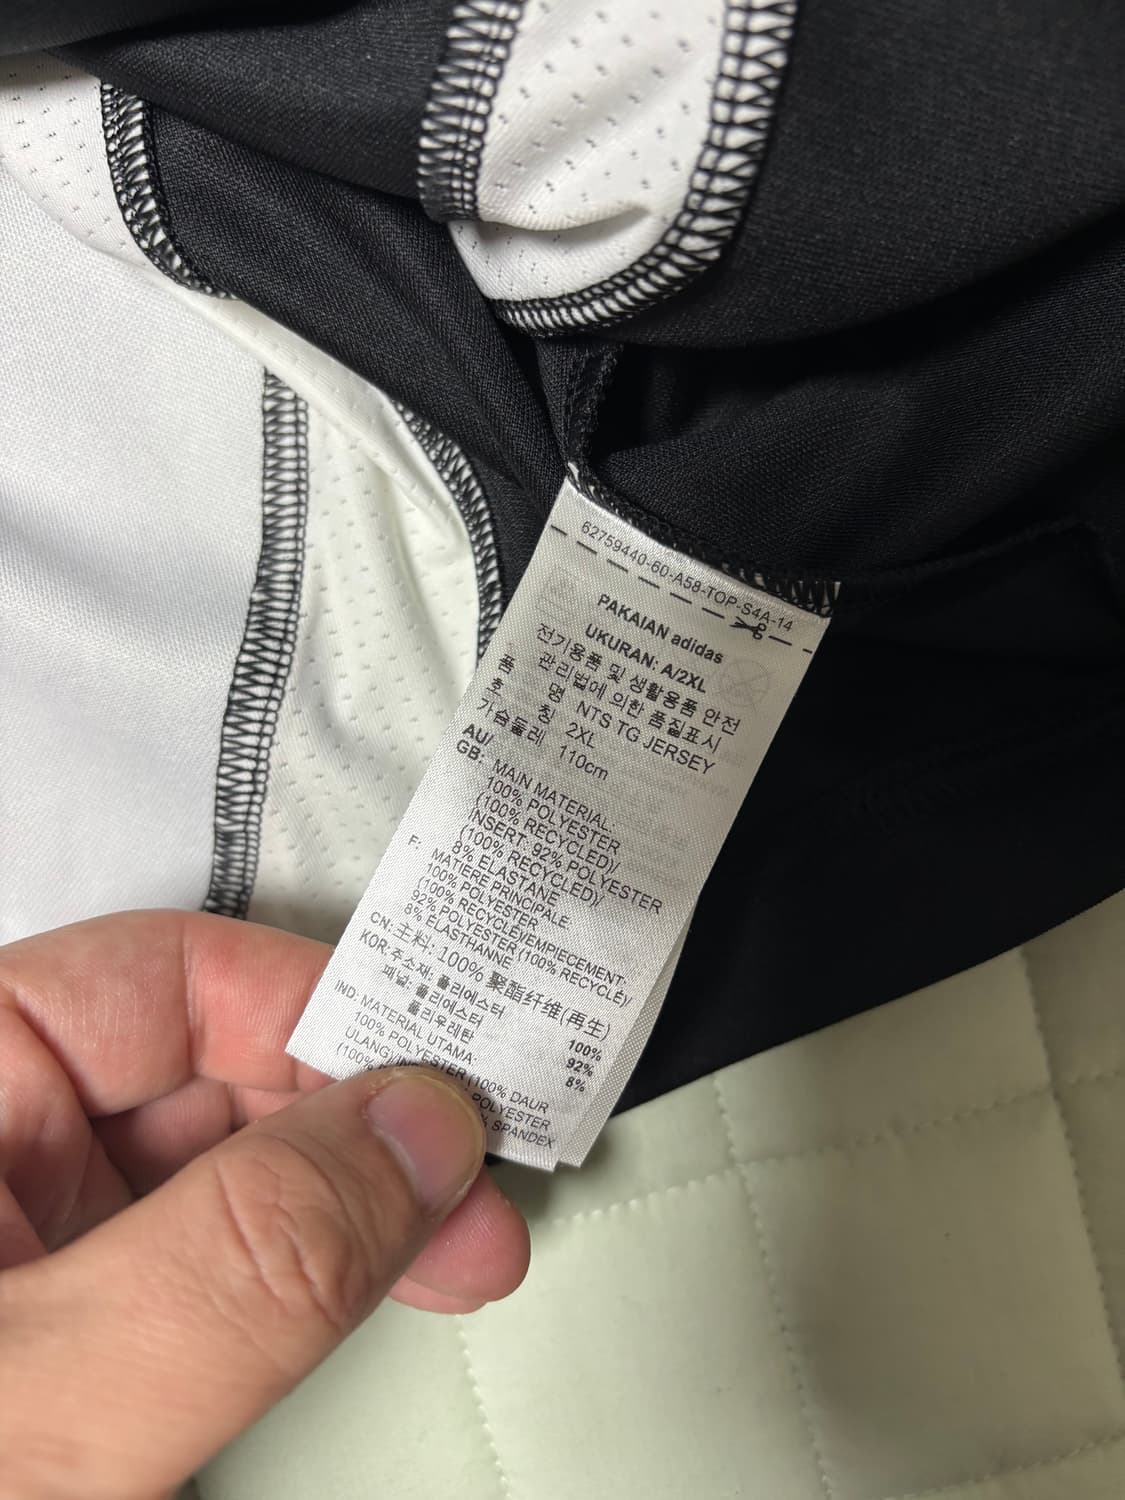 62759440-60-A58-TOP-S4A-14
PAKAIAN adidas
UKURAN: A/2XL
전기용품 및 생활용품 안전
관리법에 의한 품질표시
품 명 NTS TG JERSEY
호 칭 2XL
가슴둘레 110cm
AU/
GB: MAIN MATERIAL:
100% POLYESTER
(100% RECYCLED)/
INSERT: 92% POLYESTER
(100% RECYCLED)/
8% ELASTANE
F: MATIERE PRINCIPALE:
100% POLYESTER
(100% RECYCLE)/EMPIECEMENT:
92% POLYESTER (100% RECYCLE)/
8% ELASTHANNE
CN: 主料: 100% 聚酯纤维(再生)
KOR: 주소재: 폴리에스터 100%
패널: 폴리에스터 92%
폴리우레탄 8%
IND: MATERIAL UTAMA:
100% POLYESTER (100% DAUR
ULANG)/ POLYESTER
(100% % SPANDEX